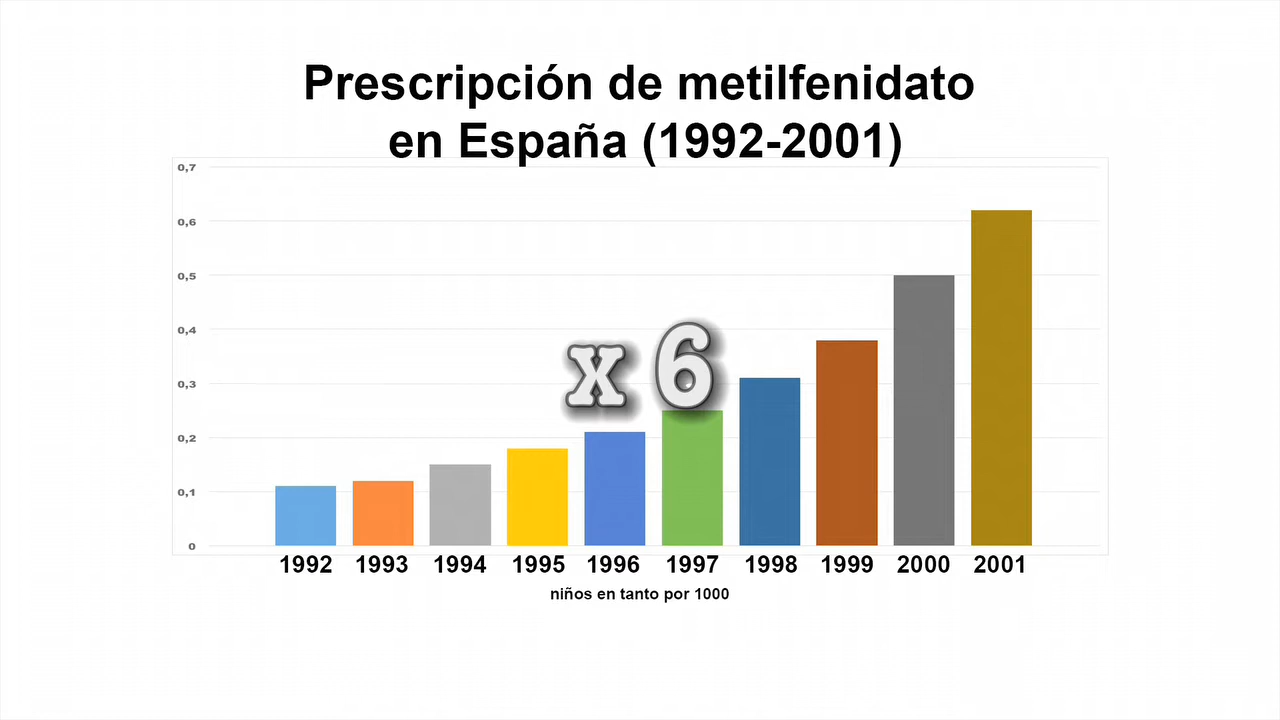 Prescripción de metilfenidato
en España (1992-2001)
0,7
0,6
0,5
0,4
0,3
0,2
0,1
0
x 6
1992 1993 1994 1995 1996 1997 1998 1999 2000 2001
niños en tanto por 1000